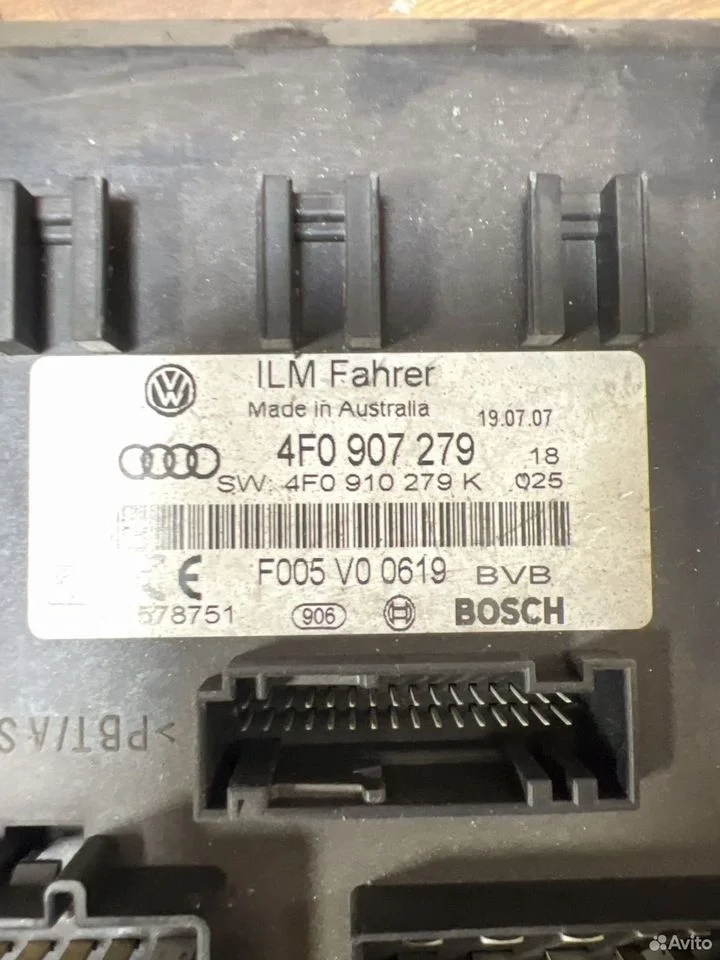 ILM Fahrer
Made in Australia 19.07.07
4F0 907 279 18
SW: 4F0 910 279 K 025
CE
F005 V0 0619 BVB
578751 906 BOSCH
>PBT/AS
Avito